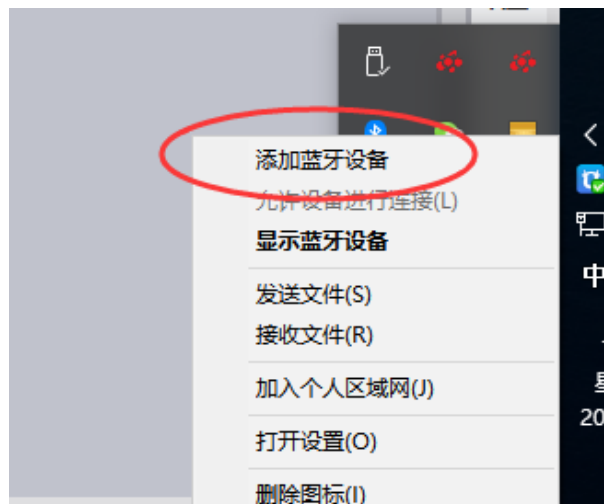 添加蓝牙设备
允许设备进行连接(L)
显示蓝牙设备
发送文件(S)
接收文件(R)
加入个人区域网(J)
打开设置(O)
删除图标(I)
中
20